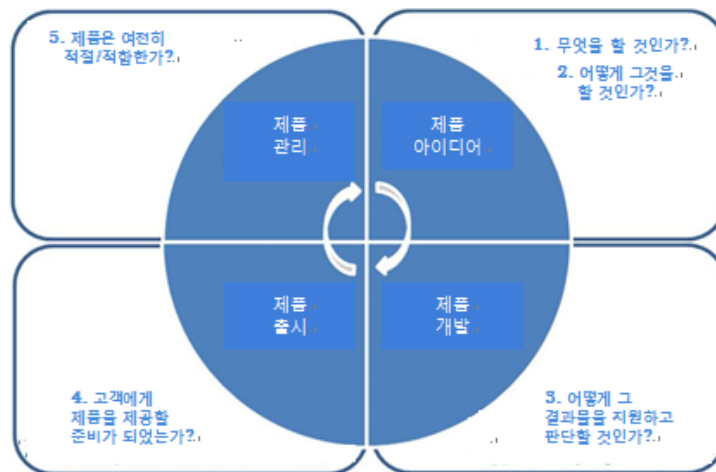 5. 제품은 여전히
적절/적합한가?
1. 무엇을 할 것인가?
2. 어떻게 그것을
할 것인가?
제품
관리
제품
아이디어
제품
출시
제품
개발
4. 고객에게
제품을 제공할
준비가 되었는가?
3. 어떻게 그
결과물을 지원하고
판단할 것인가?